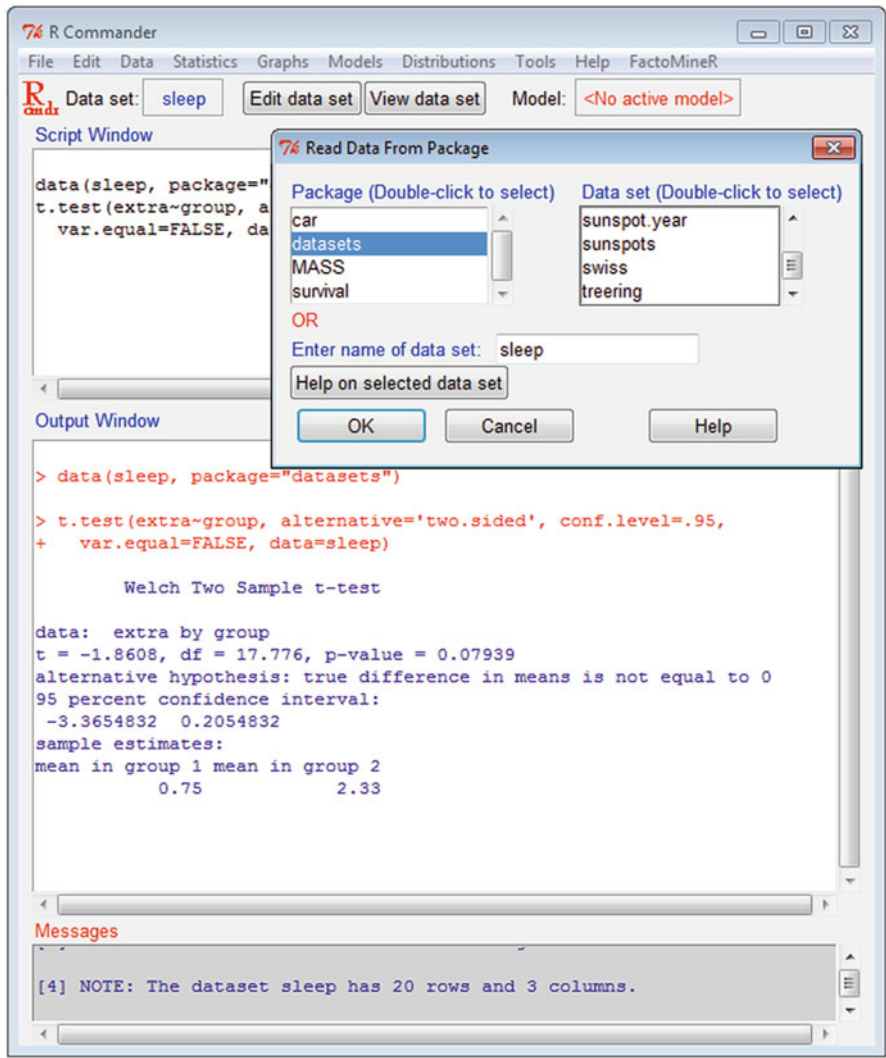 R Commander
File Edit Data Statistics Graphs Models Distributions Tools Help FactoMineR
R cmdr Data set: sleep Edit data set View data set Model: <No active model>
Script Window
data(sleep, package="
t.test(extra~group, a
var.equal=FALSE, da
Read Data From Package
Package (Double-click to select) Data set (Double-click to select)
car sunspot.year
datasets sunspots
MASS swiss
survival treering
OR
Enter name of data set: sleep
Help on selected data set
OK Cancel Help
Output Window
> data(sleep, package="datasets")
> t.test(extra~group, alternative='two.sided', conf.level=.95,
+ var.equal=FALSE, data=sleep)
Welch Two Sample t-test
data: extra by group
t = -1.8608, df = 17.776, p-value = 0.07939
alternative hypothesis: true difference in means is not equal to 0
95 percent confidence interval:
-3.3654832 0.2054832
sample estimates:
mean in group 1 mean in group 2
0.75 2.33
Messages
[4] NOTE: The dataset sleep has 20 rows and 3 columns.